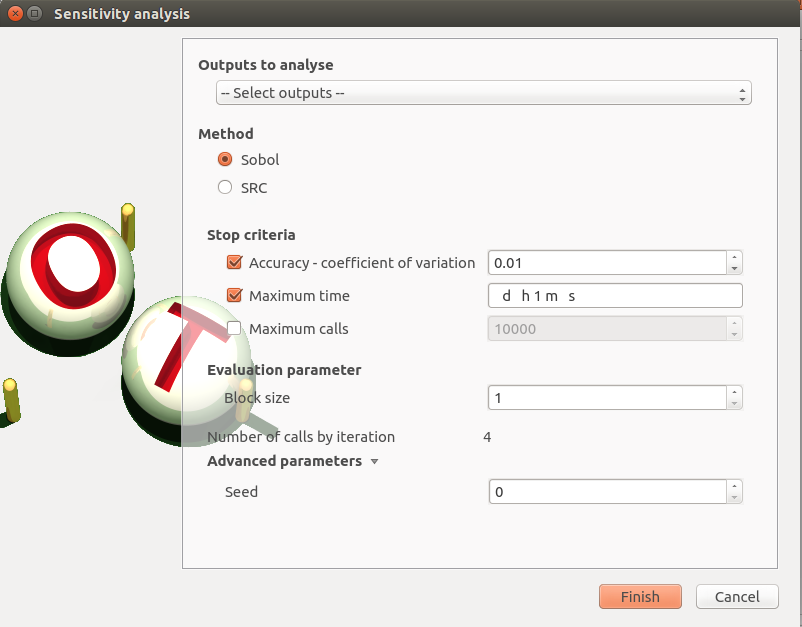 Sensitivity analysis
Outputs to analyse
-- Select outputs --
Method
Sobol
SRC
Stop criteria
Accuracy - coefficient of variation 0.01
Maximum time d h 1 m s
Maximum calls 10000
Evaluation parameter
Block size 1
Number of calls by iteration 4
Advanced parameters
Seed 0
Finish Cancel
O
T